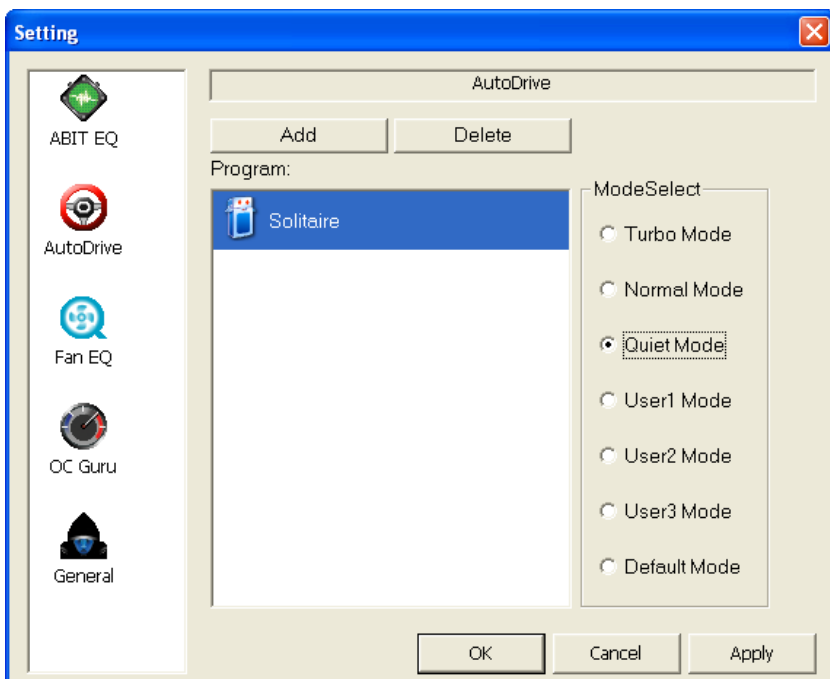 Setting
ABIT EQ
AutoDrive
Fan EQ
OC Guru
General
AutoDrive
Add
Delete
Program:
Solitaire
ModeSelect
Turbo Mode
Normal Mode
Quiet Mode
User1 Mode
User2 Mode
User3 Mode
Default Mode
OK
Cancel
Apply